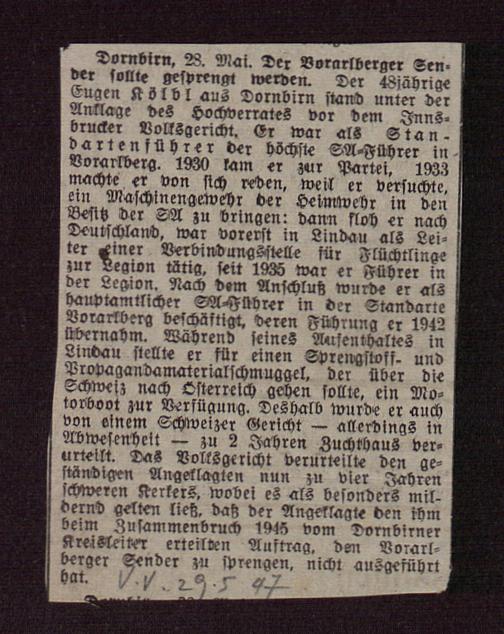 Dornbirn, 28. Mai. Der Vorarlberger Sen-
der sollte gesprengt werden. Der 48jährige
Eugen Kölbl aus Dornbirn stand unter der
Anklage des Hochverrates vor dem Inns-
brucker Volksgericht. Er war als Stan-
dartenführer der höchste SA-Führer in
Vorarlberg. 1930 kam er zur Partei, 1933
machte er von sich reden, weil er versuchte,
ein Maschinengewehr der Heimwehr in den
Besitz der SA zu bringen: dann floh er nach
Deutschland, war vorerst in Lindau als Lei-
ter einer Verbindungsstelle für Flüchtlinge
zur Legion tätig, seit 1935 war er Führer in
der Legion. Nach dem Anschluß wurde er als
hauptamtlicher SA-Führer in der Standarte
Vorarlberg beschäftigt, deren Führung er 1942
übernahm. Während seines Aufenthaltes in
Lindau stellte er für einen Sprengstoff- und
Propagandamaterialschmuggel, der über die
Schweiz nach Österreich gehen sollte, ein Mo-
torboot zur Verfügung. Deshalb wurde er auch
von einem Schweizer Gericht — allerdings in
Abwesenheit — zu 2 Jahren Zuchthaus ver-
urteilt. Das Volksgericht verurteilte den ge-
ständigen Angeklagten nun zu vier Jahren
schweren Kerkers, wobei es als besonders mil-
dernd gelten ließ, daß der Angeklagte den ihm
beim Zusammenbruch 1945 vom Dornbirner
Kreisleiter erteilten Auftrag, den Vorarl-
berger Sender zu sprengen, nicht ausgeführt
hat.
V.V. 29.5 47